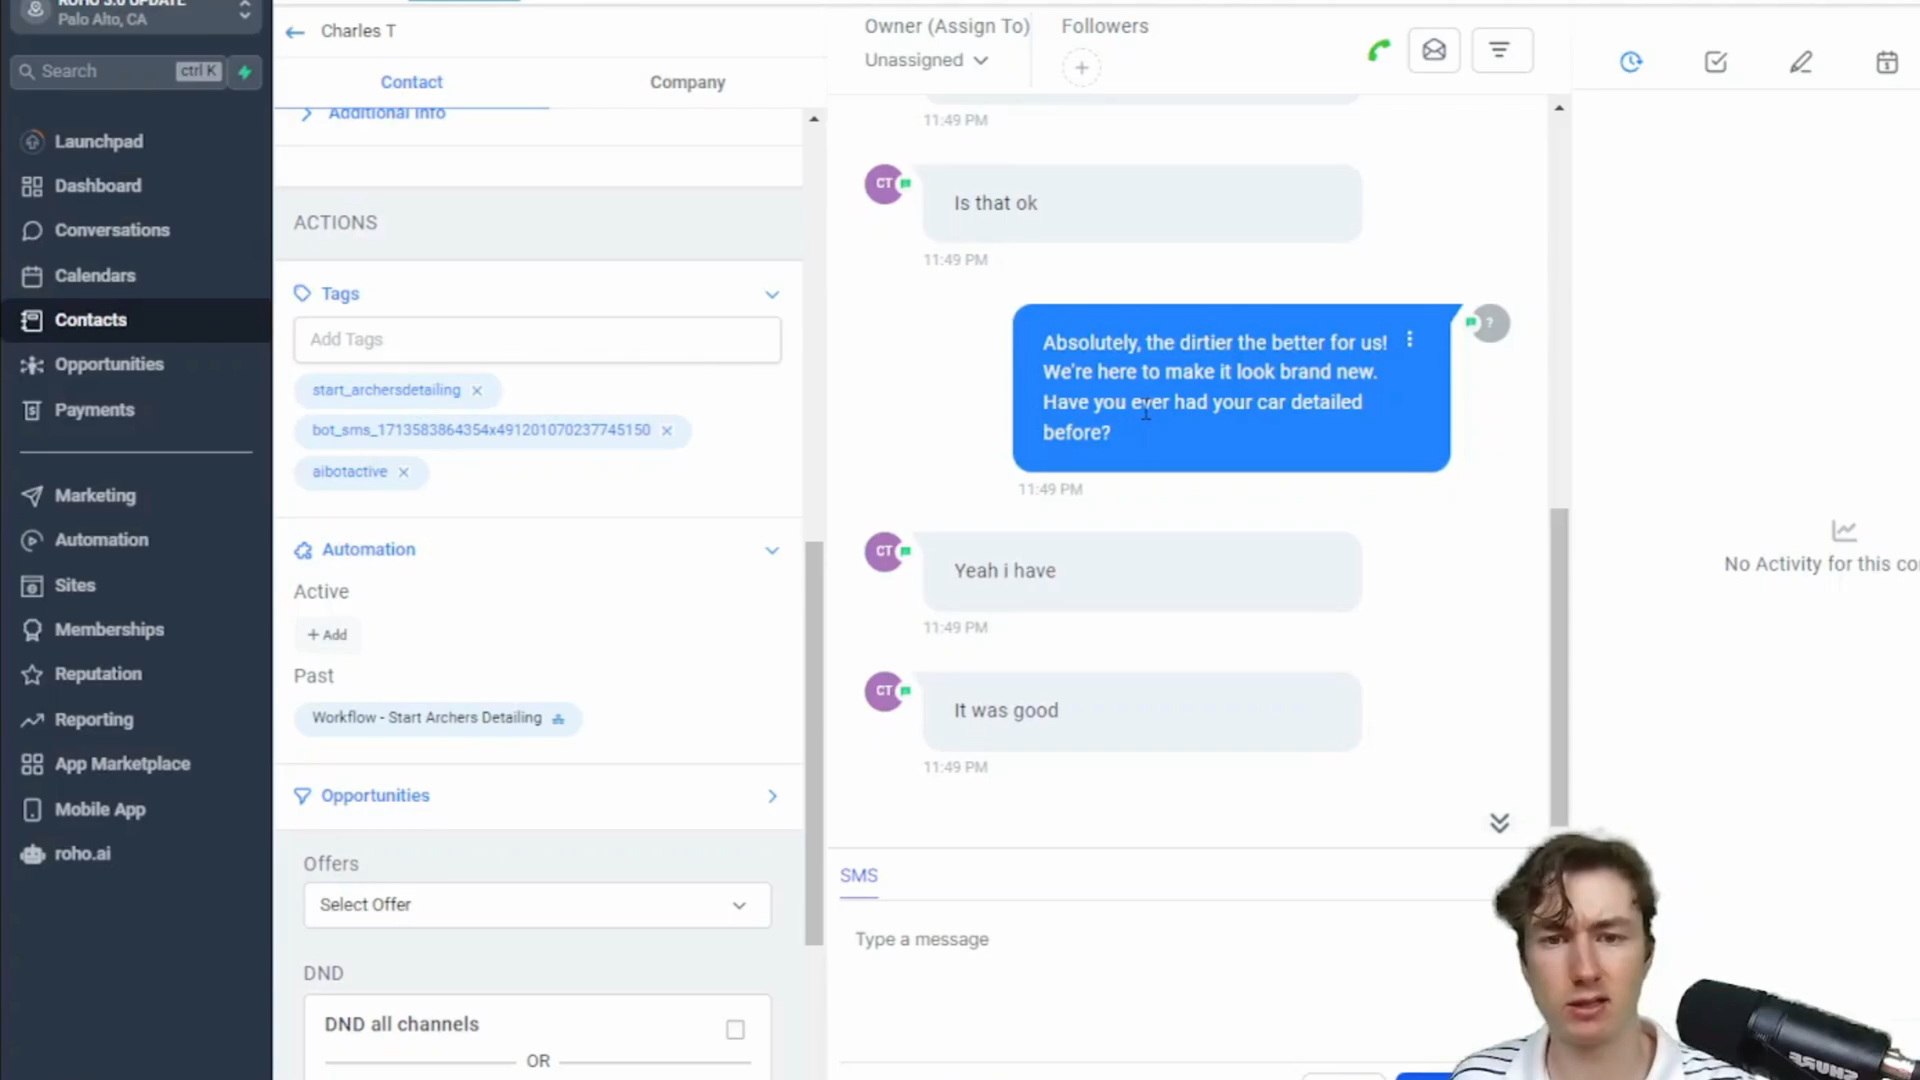 ROHO 3.0 UPDATE
Palo Alto, CA
Search
ctrl K
Launchpad
Dashboard
Conversations
Calendars
Contacts
Opportunities
Payments
Marketing
Automation
Sites
Memberships
Reputation
Reporting
App Marketplace
Mobile App
roho.ai
Charles T
Contact
Company
Additional Info
ACTIONS
Tags
Add Tags
start_archersdetailing
bot_sms_1713583864354x491201070237745150
aibotactive
Automation
Active
+ Add
Past
Workflow - Start Archers Detailing
Opportunities
Offers
Select Offer
DND
DND all channels
OR
Owner (Assign To)
Unassigned
Followers
11:49 PM
CT
Is that ok
11:49 PM
Absolutely, the dirtier the better for us!
We're here to make it look brand new.
Have you ever had your car detailed
before?
?
11:49 PM
CT
Yeah i have
11:49 PM
CT
It was good
11:49 PM
SMS
Type a message
No Activity for this co
SHURE